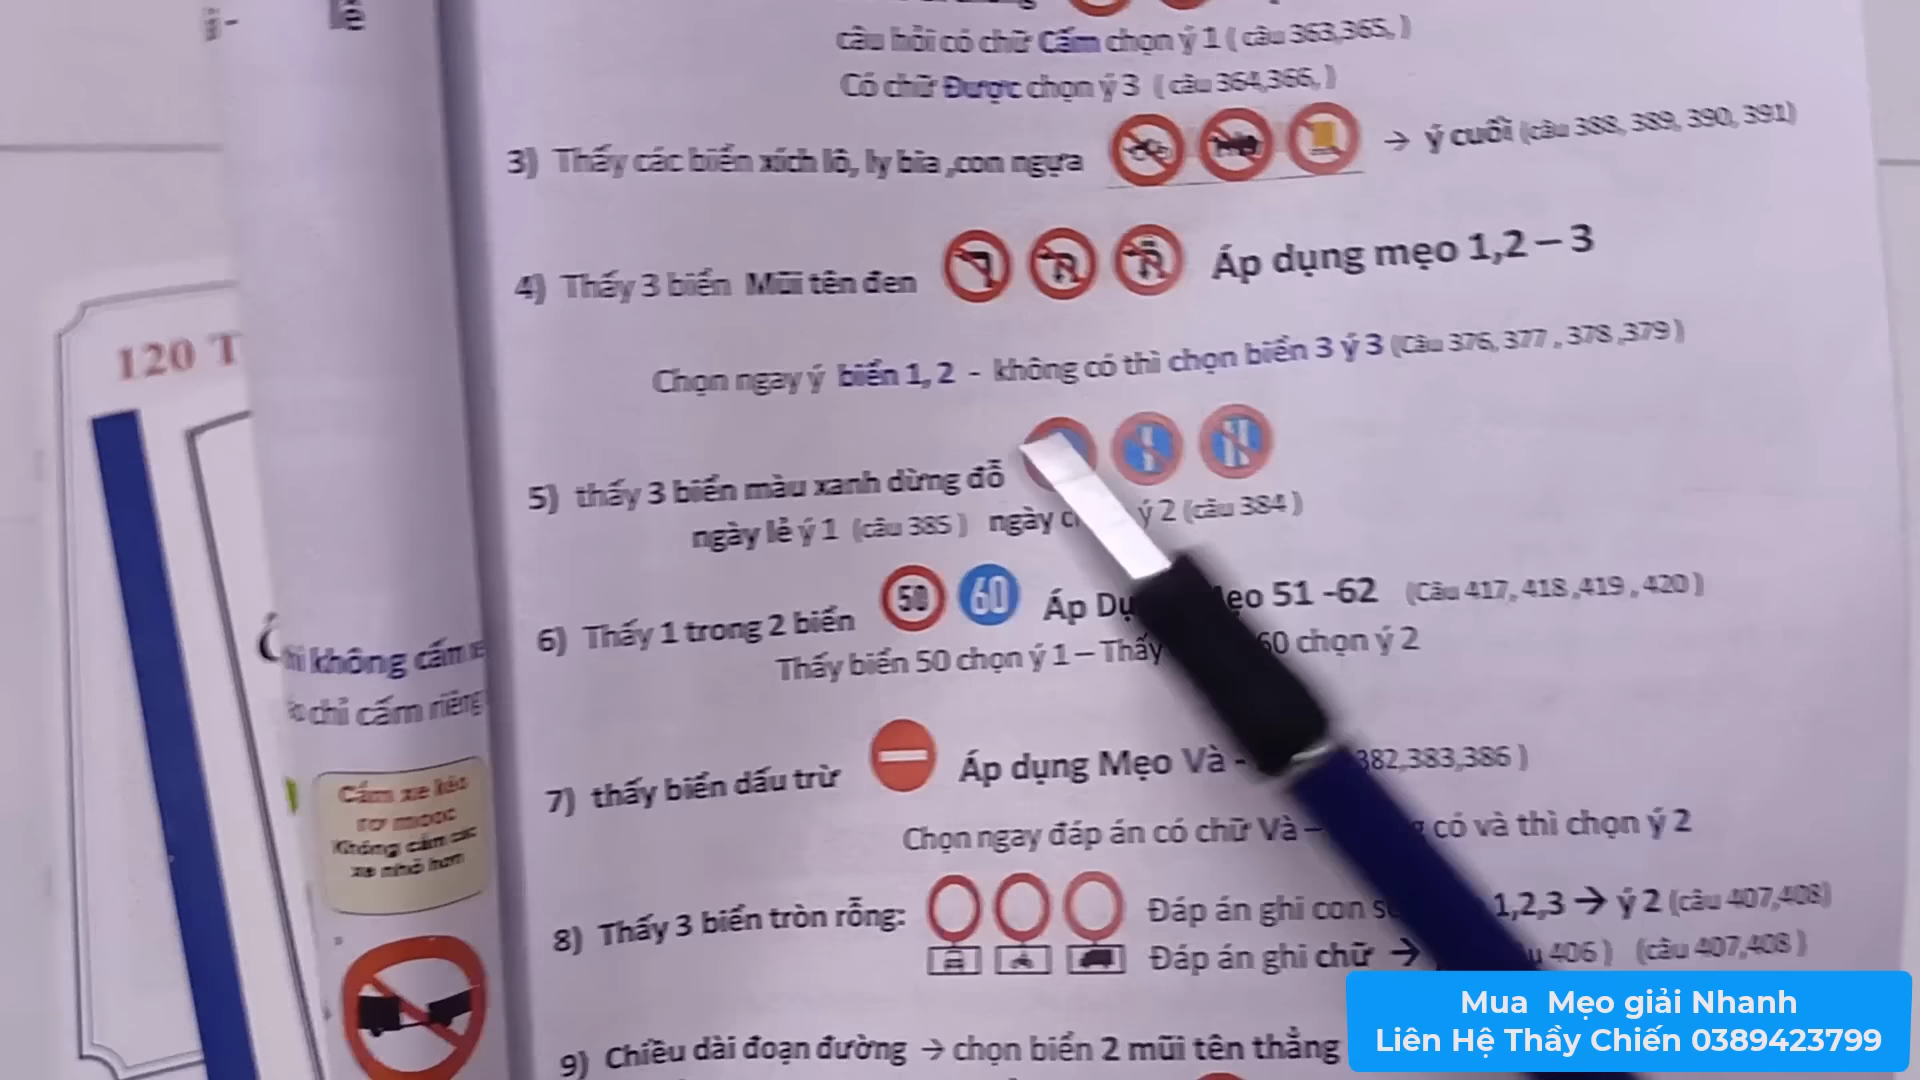 lẽ
câu hỏi có chữ Cấm chọn ý 1 ( câu 363,365, )
Có chữ Được chọn ý 3 ( câu 364,366, )
3) Thấy các biển xích lô, ly bia ,con ngựa → ý cuối (câu 388, 389, 390, 391)
4) Thấy 3 biển Mũi tên đen Áp dụng mẹo 1,2 – 3
Chọn ngay ý biển 1, 2 - không có thì chọn biển 3 ý 3 (Câu 376, 377 , 378 ,379 )
5) thấy 3 biển màu xanh dừng đỗ
ngày lẻ ý 1 (câu 385 ) ngày ý 2 (câu 384 )
6) Thấy 1 trong 2 biển 50 60 Áp 51 -62 (Câu 417, 418 ,419 , 420 )
Thấy biển 50 chọn ý 1 – Thấy 60 chọn ý 2
7) thấy biển dấu trừ Áp dụng Mẹo Và - 382,383,386 )
Chọn ngay đáp án có chữ Và – có và thì chọn ý 2
8) Thấy 3 biển tròn rỗng: Đáp án ghi con 1,2,3 → ý 2 (câu 407,408)
Đáp án ghi chữ → 406 ) (câu 407,408 )
9) Chiều dài đoạn đường → chọn biển 2 mũi tên thẳng
120 T
không cấm
chỉ cấm riêng
Cấm xe kéo
rơ mooc
Không cấm các
xe nhỏ hơn
Mua Mẹo giải Nhanh
Liên Hệ Thầy Chiến 0389423799